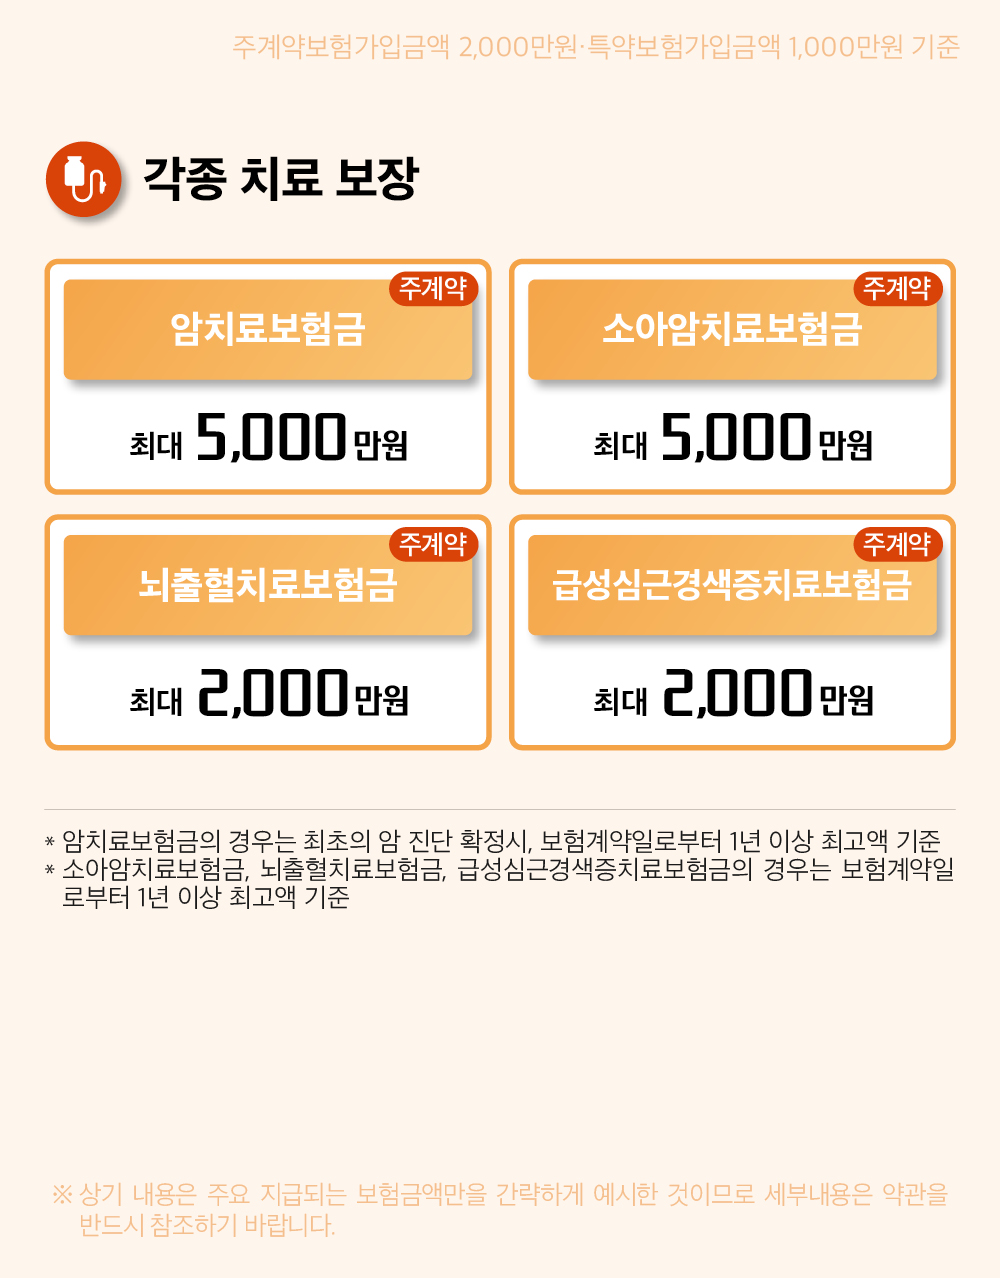 주계약보험가입금액 2,000만원·특약보험가입금액 1,000만원 기준
각종 치료 보장
주계약
암치료보험금
최대 5,000만원
주계약
소아암치료보험금
최대 5,000만원
주계약
뇌출혈치료보험금
최대 2,000만원
주계약
급성심근경색증치료보험금
최대 2,000만원
* 암치료보험금의 경우는 최초의 암 진단 확정시, 보험계약일로부터 1년 이상 최고액 기준
* 소아암치료보험금, 뇌출혈치료보험금, 급성심근경색증치료보험금의 경우는 보험계약일
로부터 1년 이상 최고액 기준
※ 상기 내용은 주요 지급되는 보험금액만을 간략하게 예시한 것이므로 세부내용은 약관을
반드시 참조하기 바랍니다.